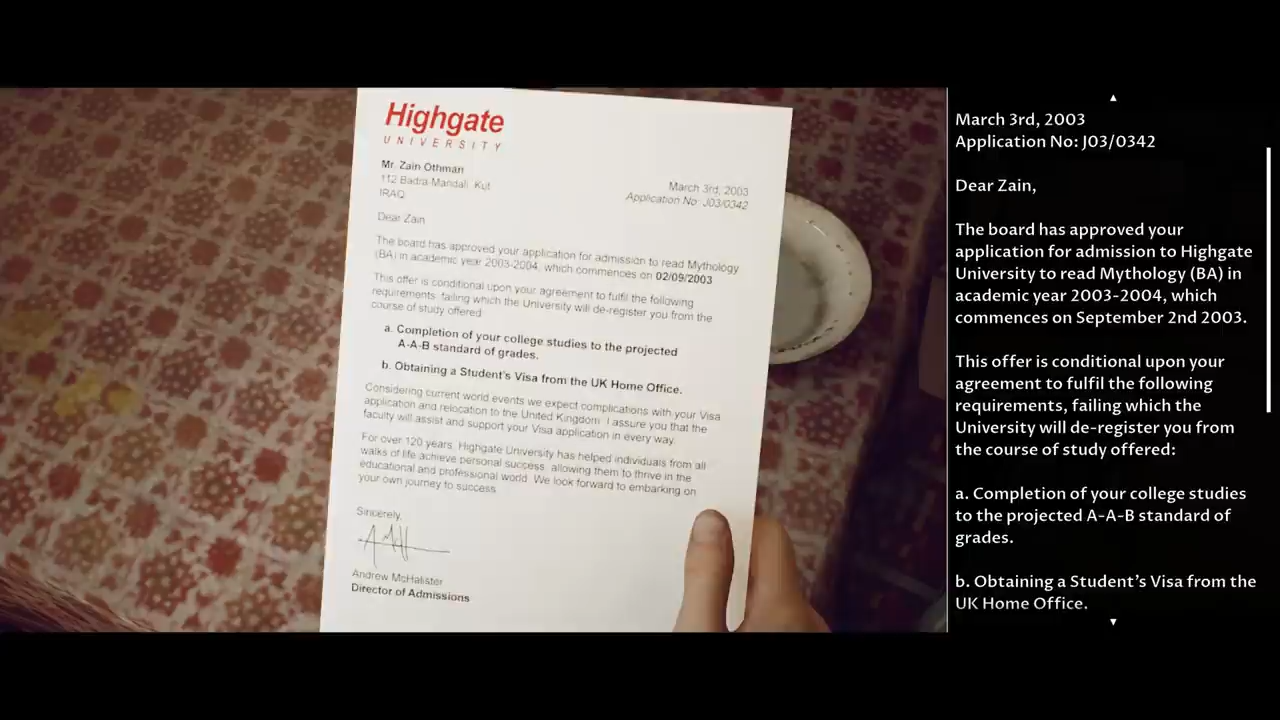 Highgate
UNIVERSITY
Mr. Zain Othman
112 Badra-Mandali, Kut
IRAQ
March 3rd, 2003
Application No: J03/0342
Dear Zain,
The board has approved your application for admission to read Mythology
(BA) in academic year 2003-2004, which commences on 02/09/2003
This offer is conditional upon your agreement to fulfil the following
requirements, failing which the University will de-register you from the
course of study offered:
a. Completion of your college studies to the projected
A-A-B standard of grades.
b. Obtaining a Student's Visa from the UK Home Office.
Considering current world events we expect complications with your Visa
application and relocation to the United Kingdom. I assure you that the
faculty will assist and support your Visa application in every way.
For over 120 years, Highgate University has helped individuals from all
walks of life achieve personal success, allowing them to thrive in the
educational and professional world. We look forward to embarking on
your own journey to success.
Sincerely,
Andrew McHalister
Director of Admissions
March 3rd, 2003
Application No: J03/0342
Dear Zain,
The board has approved your
application for admission to Highgate
University to read Mythology (BA) in
academic year 2003-2004, which
commences on September 2nd 2003.
This offer is conditional upon your
agreement to fulfil the following
requirements, failing which the
University will de-register you from
the course of study offered:
a. Completion of your college studies
to the projected A-A-B standard of
grades.
b. Obtaining a Student's Visa from the
UK Home Office.